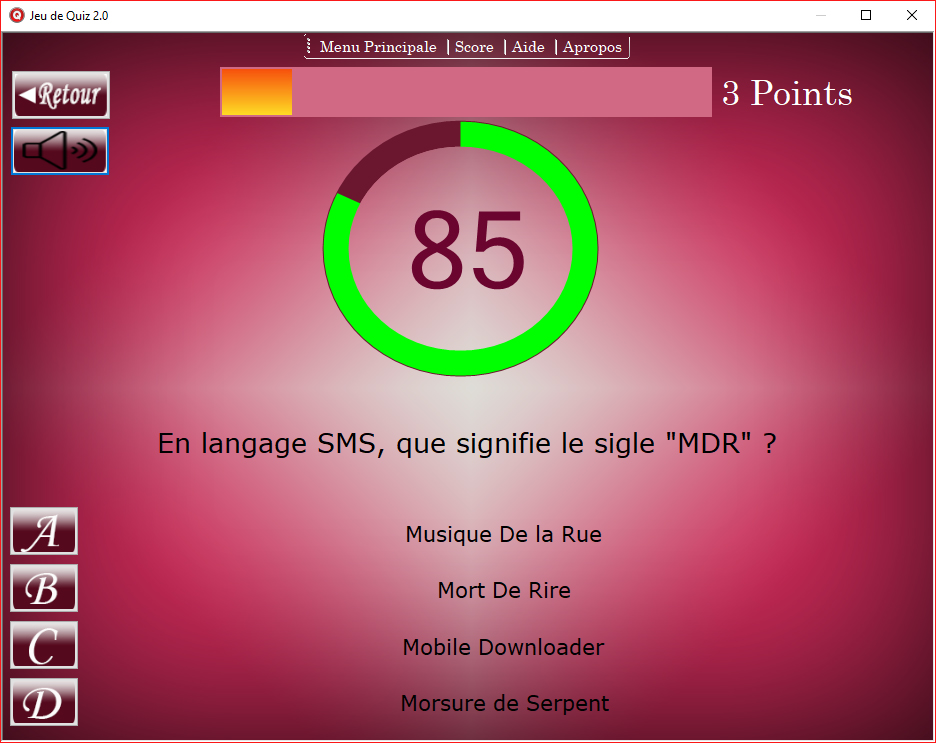 Jeu de Quiz 2.0
Menu Principale | Score | Aide | Apropos
Retour
3 Points
85
En langage SMS, que signifie le sigle "MDR" ?
A Musique De la Rue
B Mort De Rire
C Mobile Downloader
D Morsure de Serpent